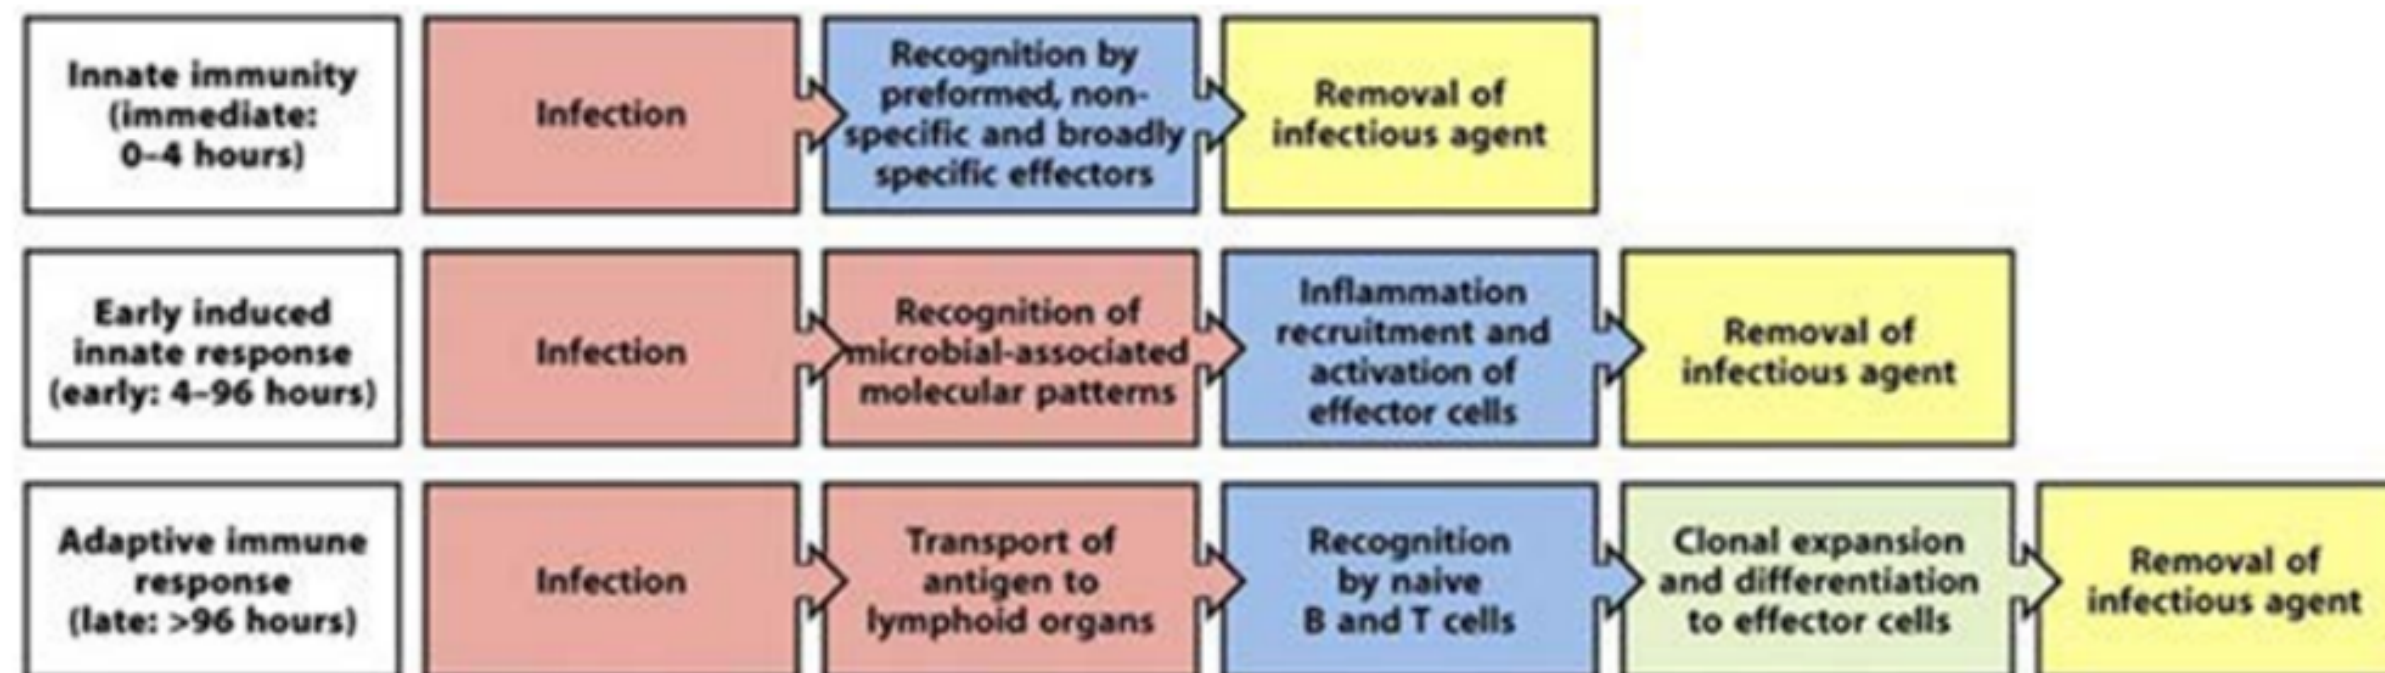 Innate immunity
(immediate:
0–4 hours)
Infection
Recognition by
preformed, non-
specific and broadly
specific effectors
Removal of
infectious agent
Early induced
innate response
(early: 4–96 hours)
Infection
Recognition of
microbial-associated
molecular patterns
Inflammation
recruitment and
activation of
effector cells
Removal of
infectious agent
Adaptive immune
response
(late: >96 hours)
Infection
Transport of
antigen to
lymphoid organs
Recognition
by naive
B and T cells
Clonal expansion
and differentiation
to effector cells
Removal of
infectious agent